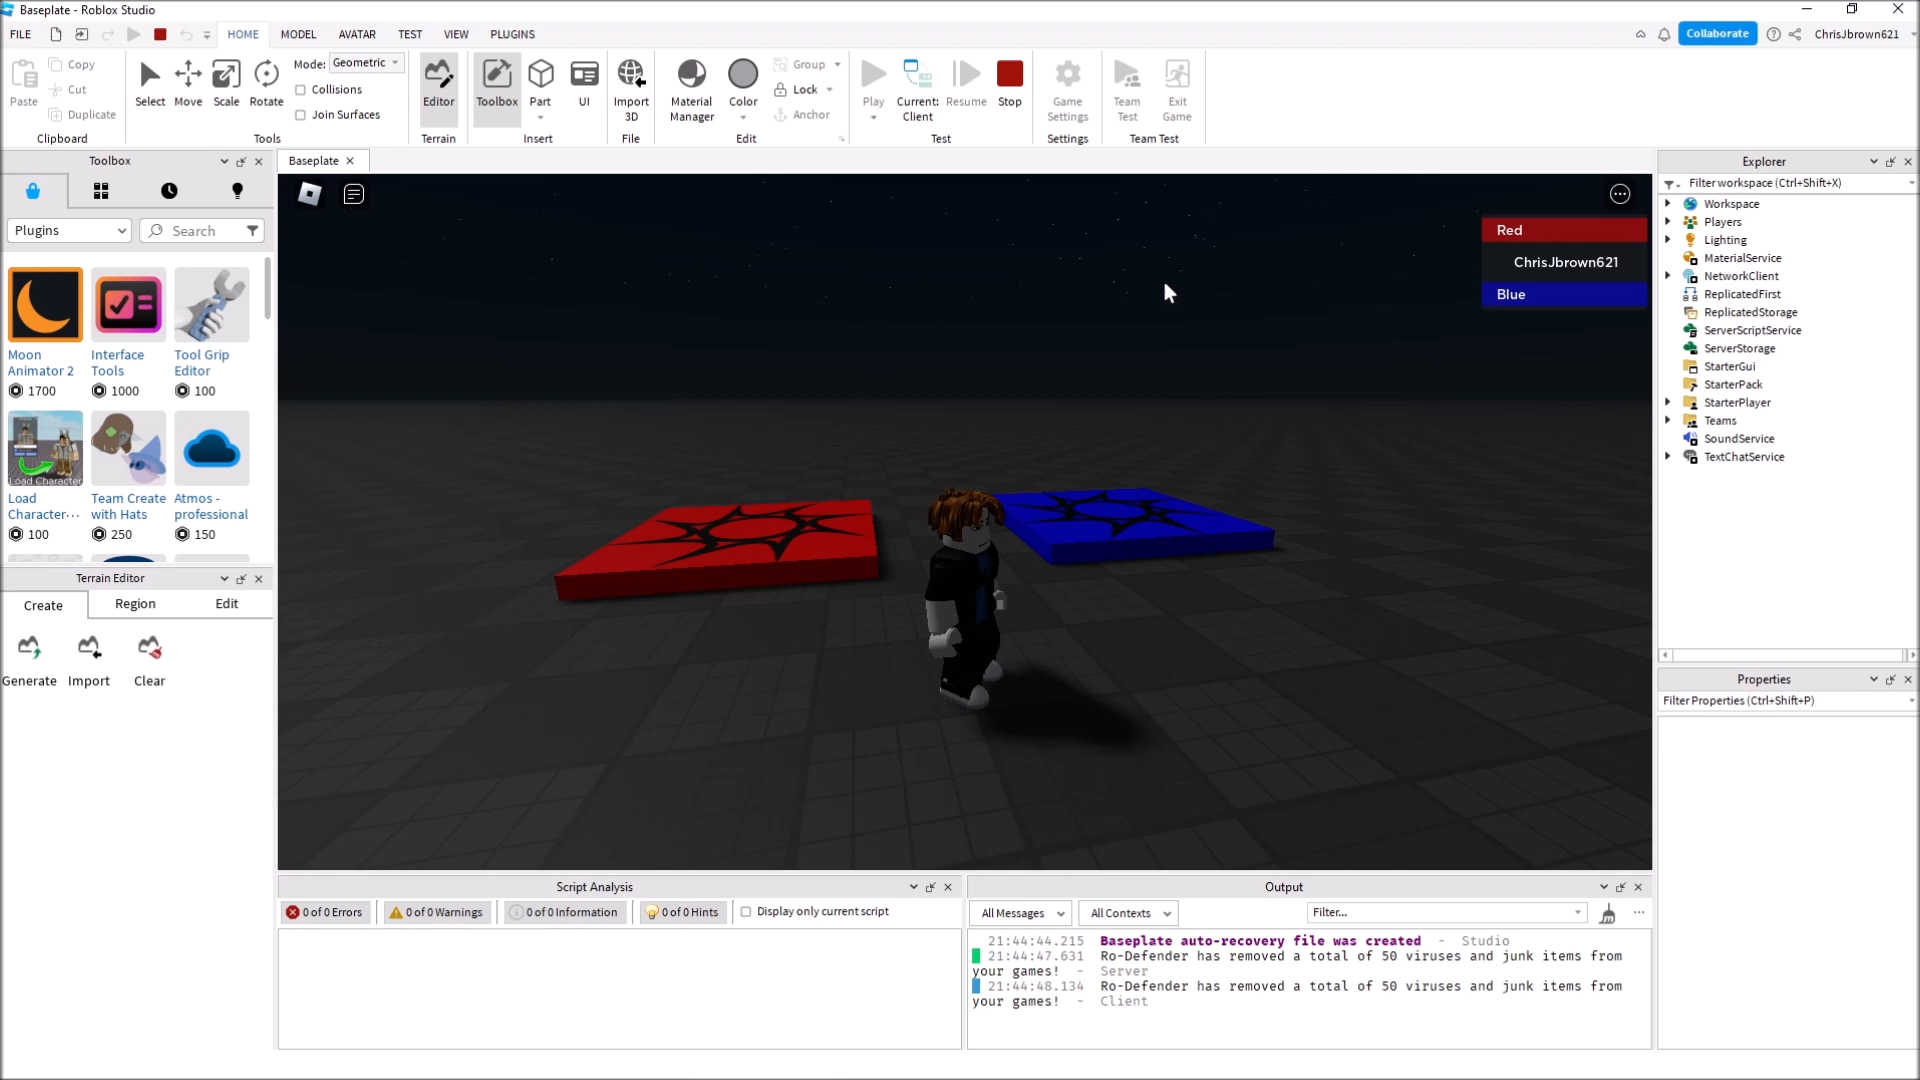 Baseplate - Roblox Studio
FILE HOME MODEL AVATAR TEST VIEW PLUGINS Collaborate ChrisJbrown621
Paste Copy Cut Duplicate
Clipboard
Select Move Scale Rotate
Mode: Geometric
Collisions
Join Surfaces
Tools
Editor
Terrain
Toolbox Part UI
Insert
Import
3D
File
Material
Manager
Color
Group
Lock
Anchor
Edit
Play
Current:
Client
Resume
Stop
Test
Game
Settings
Settings
Team
Test
Exit
Game
Team Test
Toolbox
Plugins Search
Moon
Animator 2
1700
Interface
Tools
1000
Tool Grip
Editor
100
Load Character
Load
Character···
100
Team Create
with Hats
250
Atmos -
professional
150
Terrain Editor
Create Region Edit
Generate Import Clear
Baseplate
Red
ChrisJbrown621
Blue
Script Analysis
0 of 0 Errors 0 of 0 Warnings 0 of 0 Information 0 of 0 Hints Display only current script
Output
All Messages All Contexts Filter...
21:44:44.215 Baseplate auto-recovery file was created - Studio
21:44:47.631 Ro-Defender has removed a total of 50 viruses and junk items from
your games! - Server
21:44:48.134 Ro-Defender has removed a total of 50 viruses and junk items from
your games! - Client
Explorer
Filter workspace (Ctrl+Shift+X)
Workspace
Players
Lighting
MaterialService
NetworkClient
ReplicatedFirst
ReplicatedStorage
ServerScriptService
ServerStorage
StarterGui
StarterPack
StarterPlayer
Teams
SoundService
TextChatService
Properties
Filter Properties (Ctrl+Shift+P)